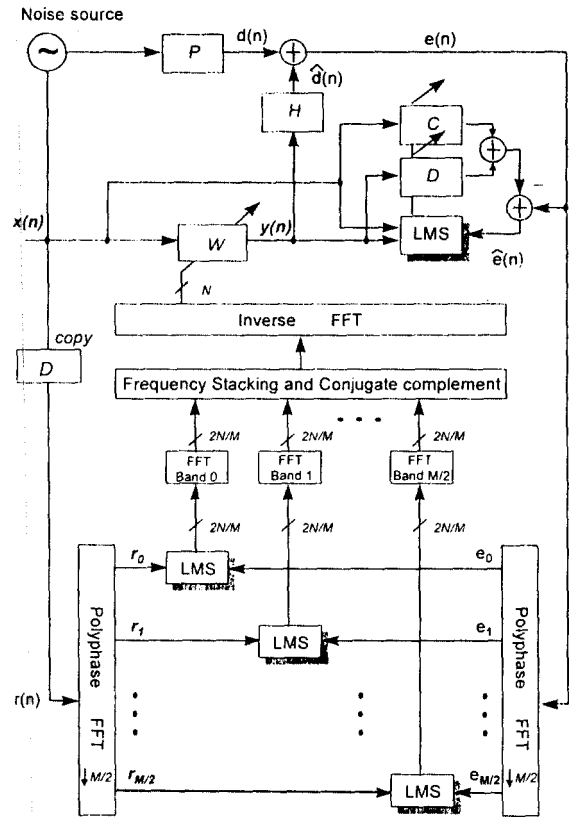 Noise source
~
P
d(n)
+
e(n)
d̂(n)
H
C
+
D
−
+
x(n)
W
y(n)
LMS
ê(n)
N
Inverse FFT
copy
D
Frequency Stacking and Conjugate complement
2N/M
2N/M
2N/M
FFT Band 0
FFT Band 1
FFT Band M/2
2N/M
2N/M
2N/M
r0
LMS
e0
r1
LMS
e1
Polyphase FFT
Polyphase FFT
r(n)
↓M/2
↓M/2
rM/2
LMS
eM/2